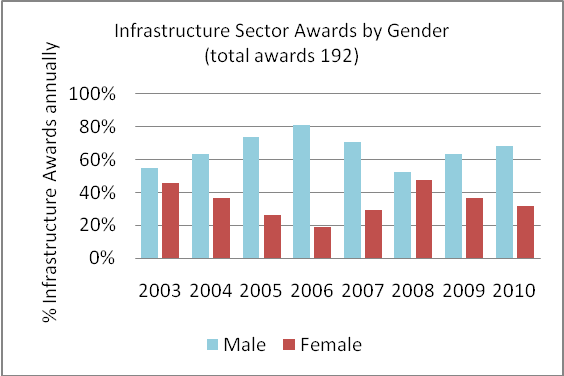 Infrastructure Sector Awards by Gender
(total awards 192)
% Infrastructure Awards annually
100%
80%
60%
40%
20%
0%
2003 2004 2005 2006 2007 2008 2009 2010
Male Female